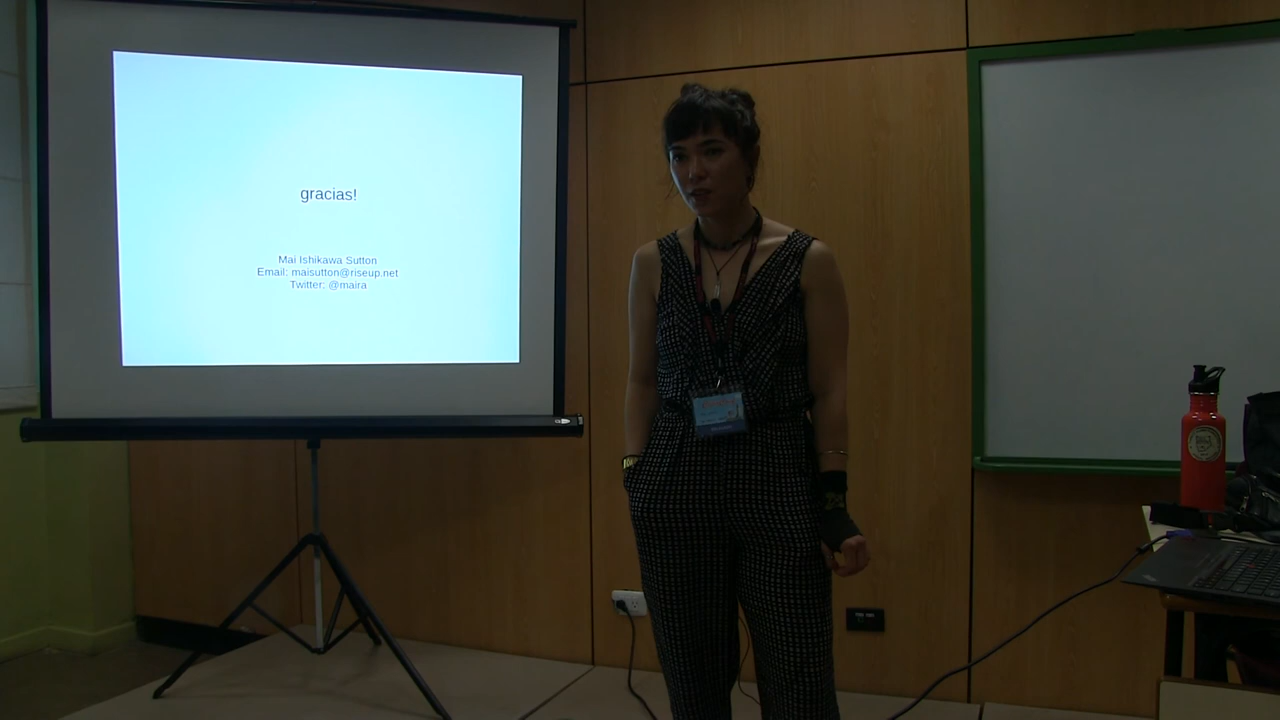 gracias!
Mai Ishikawa Sutton
Email: maisutton@riseup.net
Twitter: @maira